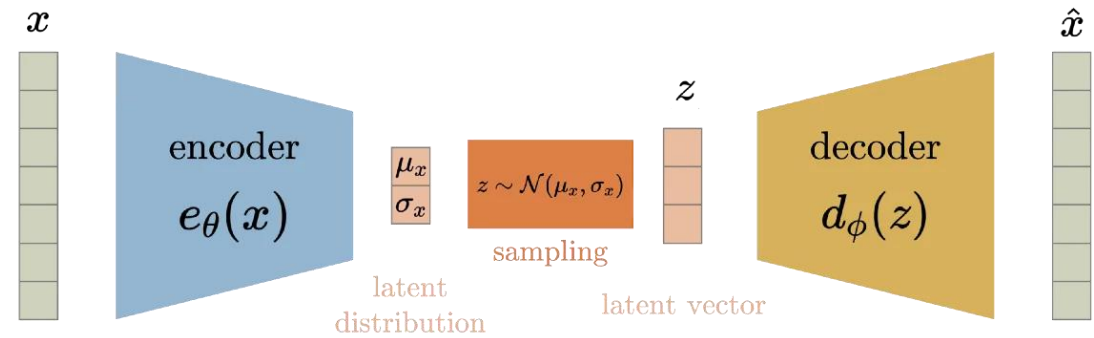 x
encoder
e_θ(x)
μ_x
σ_x
latent
distribution
z ∼ 𝒩(μ_x, σ_x)
sampling
z
latent vector
decoder
d_ϕ(z)
x̂